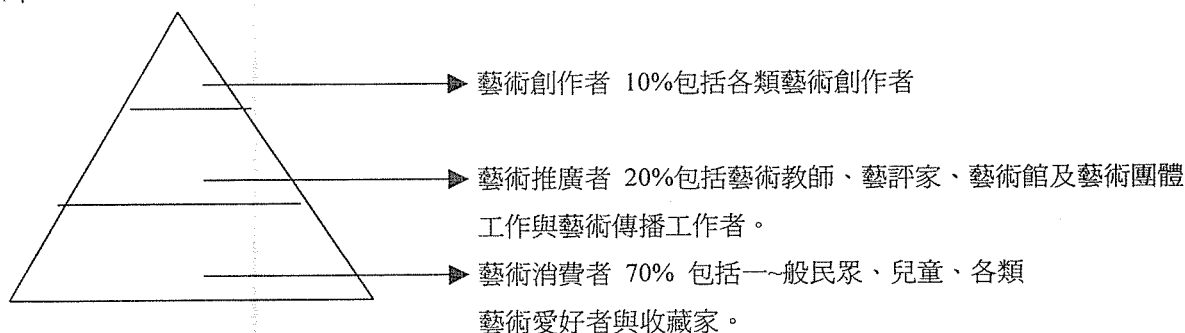 藝術創作者 10%包括各類藝術創作者
藝術推廣者 20%包括藝術教師、藝評家、藝術館及藝術團體
工作與藝術傳播工作者。
藝術消費者 70% 包括一~般民眾、兒童、各類
藝術愛好者與收藏家。